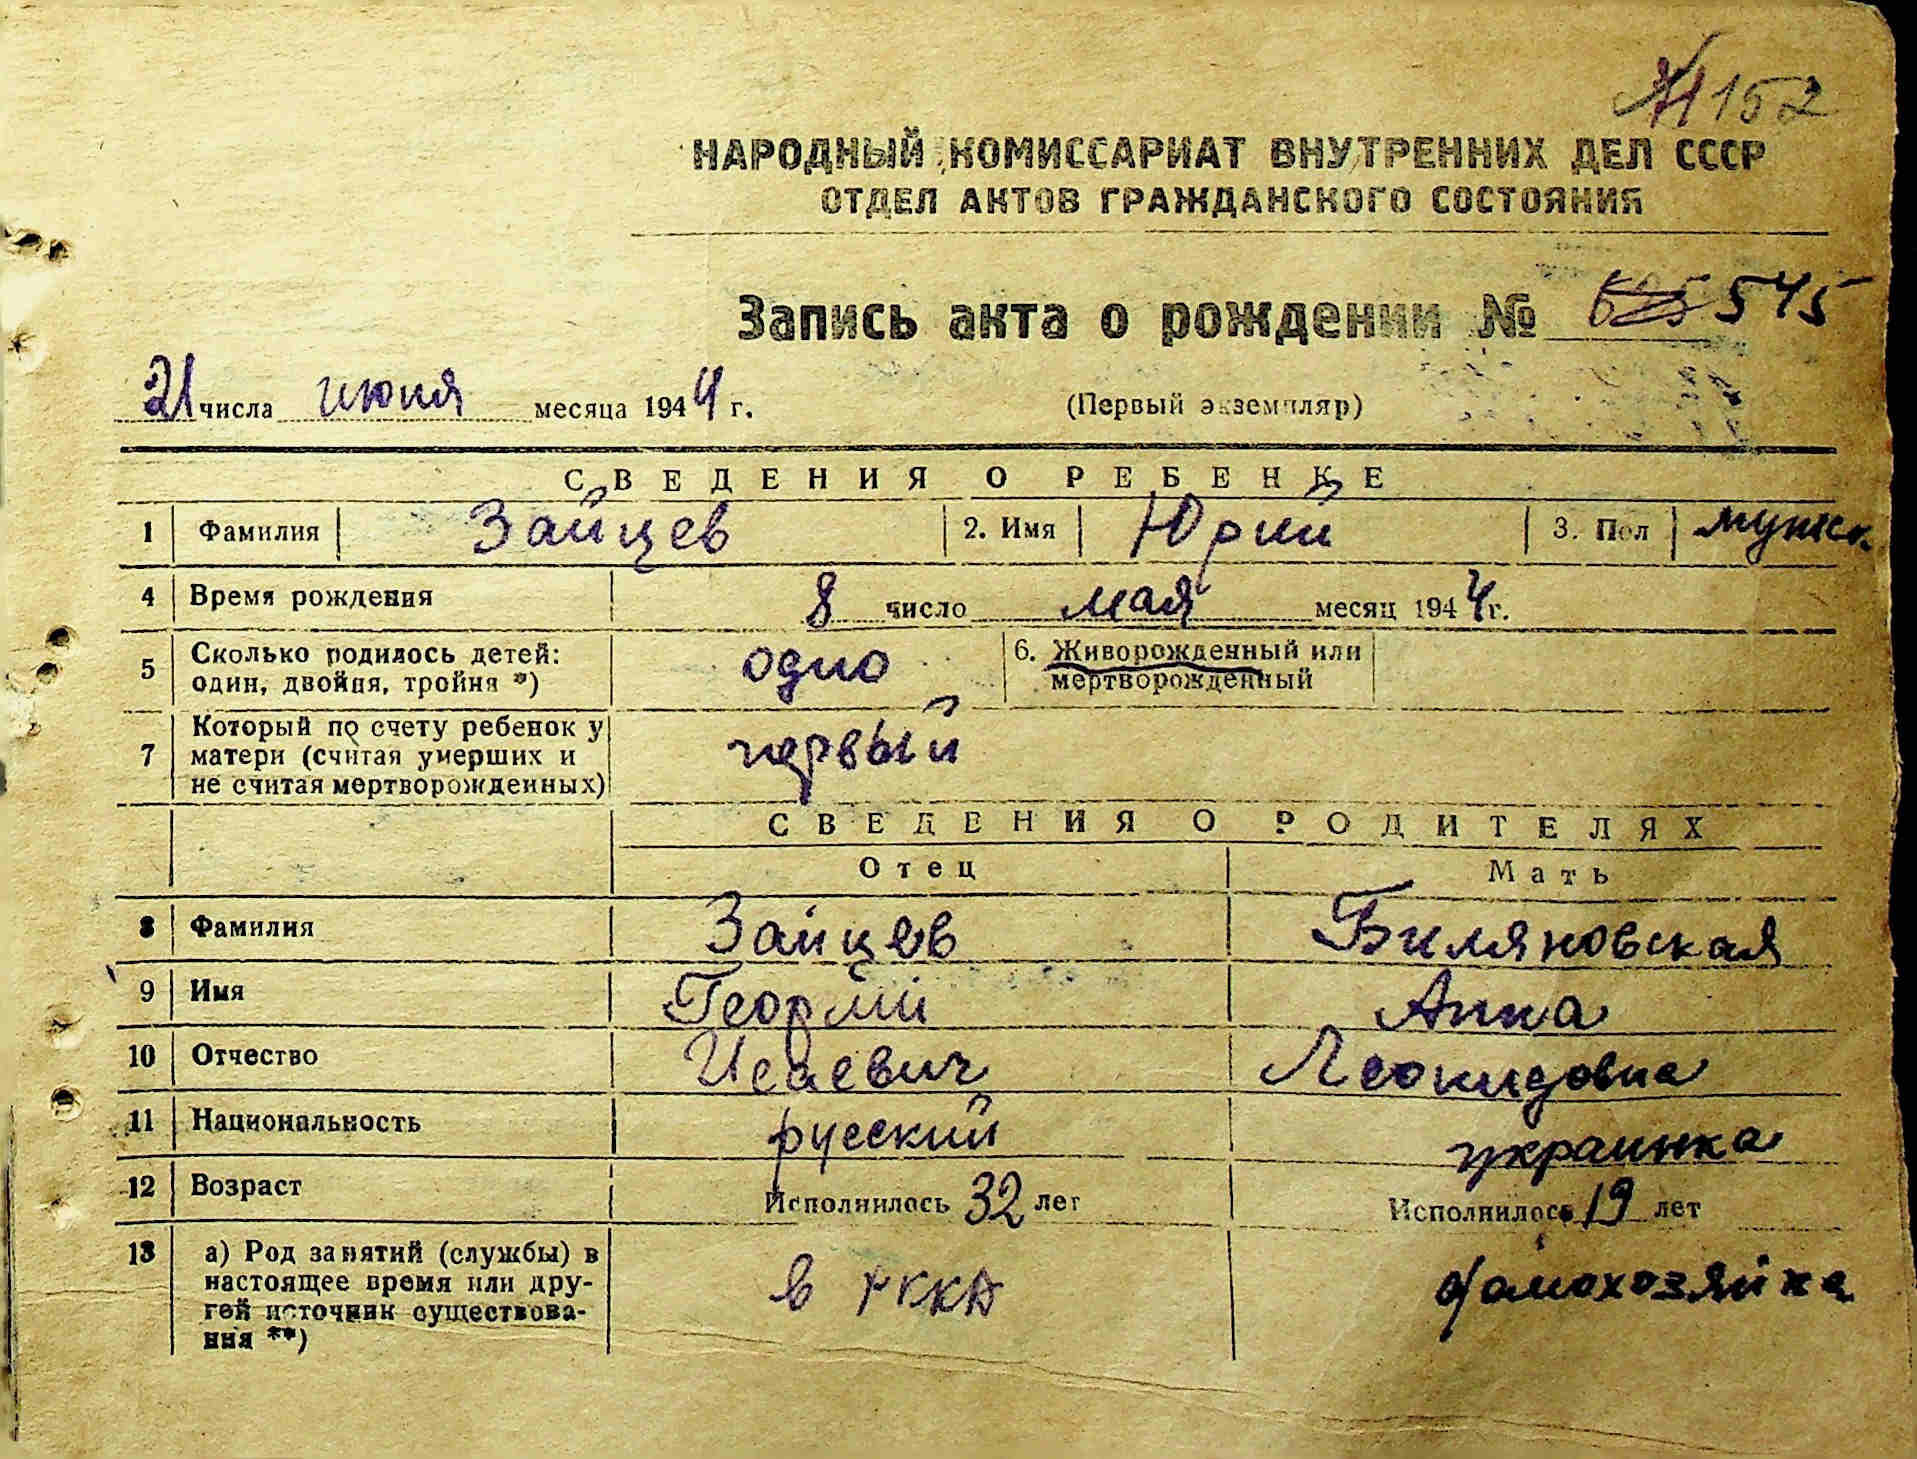 № 152
НАРОДНЫЙ КОМИССАРИАТ ВНУТРЕННИХ ДЕЛ СССР
ОТДЕЛ АКТОВ ГРАЖДАНСКОГО СОСТОЯНИЯ
Запись акта о рождении № 545
21 числа июня месяца 1944 г. (Первый экземпляр)
СВЕДЕНИЯ О РЕБЕНКЕ
1 Фамилия Зайцев 2. Имя Юрий 3. Пол мужск.
4 Время рождения 8 число мая месяц 1944 г.
5 Сколько родилось детей: один, двойня, тройня *) одно 6. Живорожденный или мертворожденный
7 Который по счету ребенок у матери (считая умерших и не считая мертворожденных) первый
СВЕДЕНИЯ О РОДИТЕЛЯХ
Отец Мать
8 Фамилия Зайцев Биляновская
9 Имя Георгий Анна
10 Отчество Исаевич Леонидовна
11 Национальность русский украинка
12 Возраст Исполнилось 32 лет Исполнилось 19 лет
13 а) Род занятий (службы) в настоящее время или другей источник существования **) в РККА домохозяйка